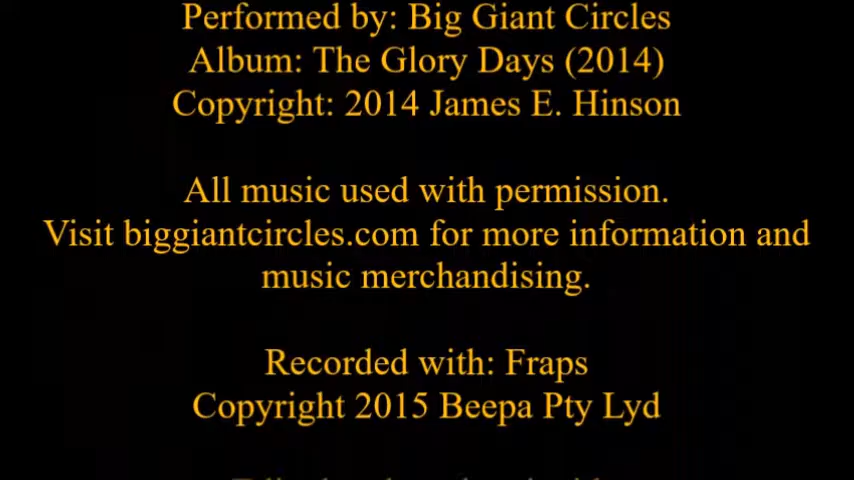 Performed by: Big Giant Circles
Album: The Glory Days (2014)
Copyright: 2014 James E. Hinson
All music used with permission.
Visit biggiantcircles.com for more information and
music merchandising.
Recorded with: Fraps
Copyright 2015 Beepa Pty Lyd